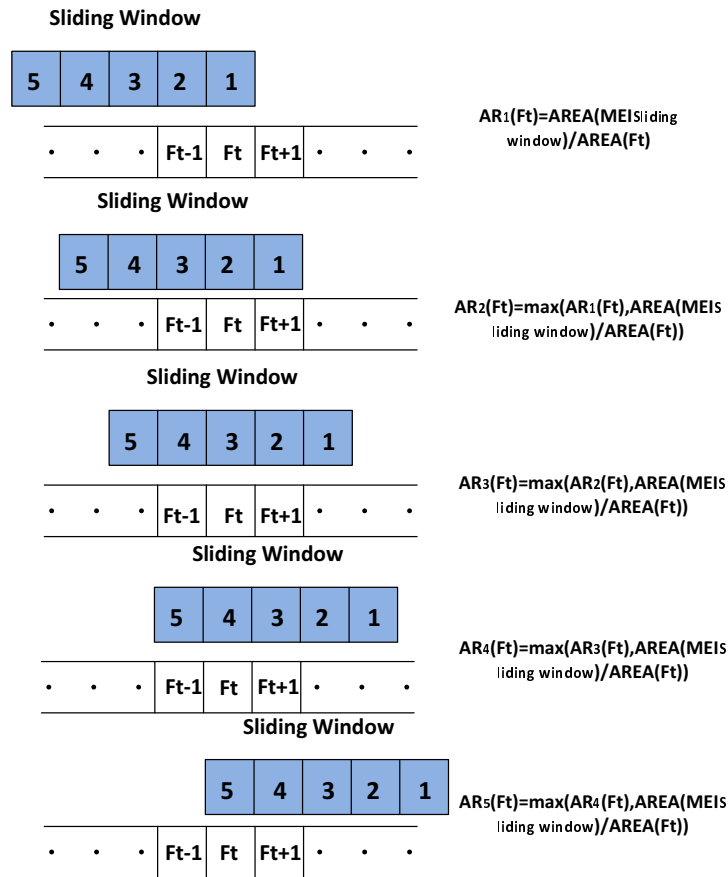 Sliding Window
5 4 3 2 1
AR1(Ft)=AREA(MEISliding
window)/AREA(Ft)
· · · Ft-1 Ft Ft+1 · · ·
Sliding Window
5 4 3 2 1
AR2(Ft)=max(AR1(Ft),AREA(MEIS
liding window)/AREA(Ft))
· · · Ft-1 Ft Ft+1 · · ·
Sliding Window
5 4 3 2 1
AR3(Ft)=max(AR2(Ft),AREA(MEIS
liding window)/AREA(Ft))
· · · Ft-1 Ft Ft+1 · · ·
Sliding Window
5 4 3 2 1
AR4(Ft)=max(AR3(Ft),AREA(MEIS
liding window)/AREA(Ft))
· · · Ft-1 Ft Ft+1 · · ·
Sliding Window
5 4 3 2 1
AR5(Ft)=max(AR4(Ft),AREA(MEIS
liding window)/AREA(Ft))
· · · Ft-1 Ft Ft+1 · · ·